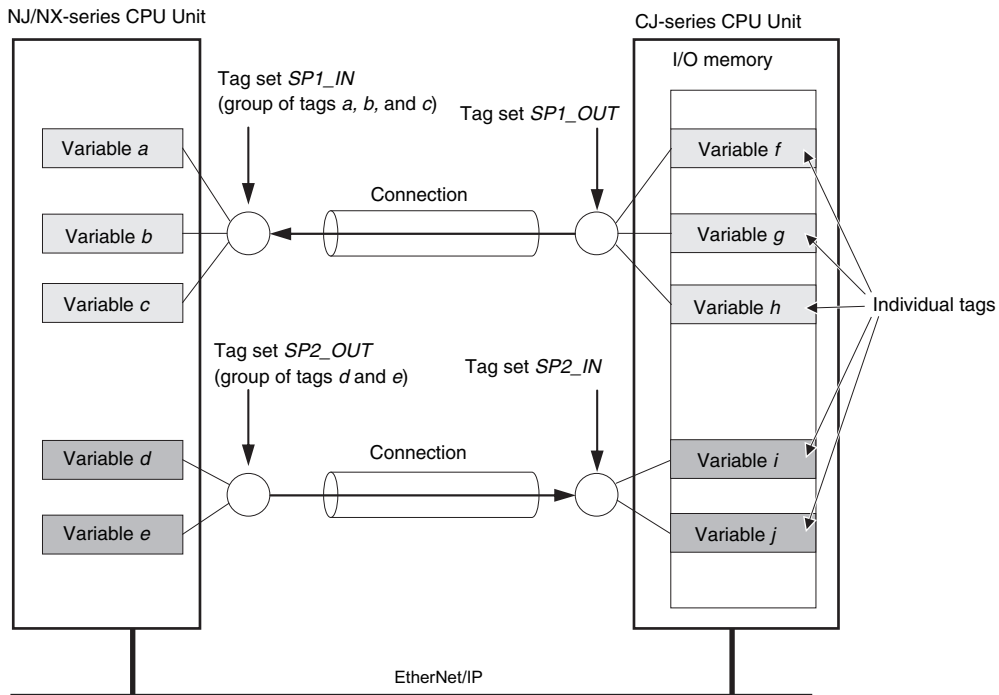 NJ/NX-series CPU Unit
CJ-series CPU Unit
I/O memory
Tag set SP1_IN
(group of tags a, b, and c)
Tag set SP1_OUT
Variable a
Variable f
Connection
Variable b
Variable g
Variable c
Variable h
Individual tags
Tag set SP2_OUT
(group of tags d and e)
Tag set SP2_IN
Variable d
Connection
Variable i
Variable e
Variable j
EtherNet/IP